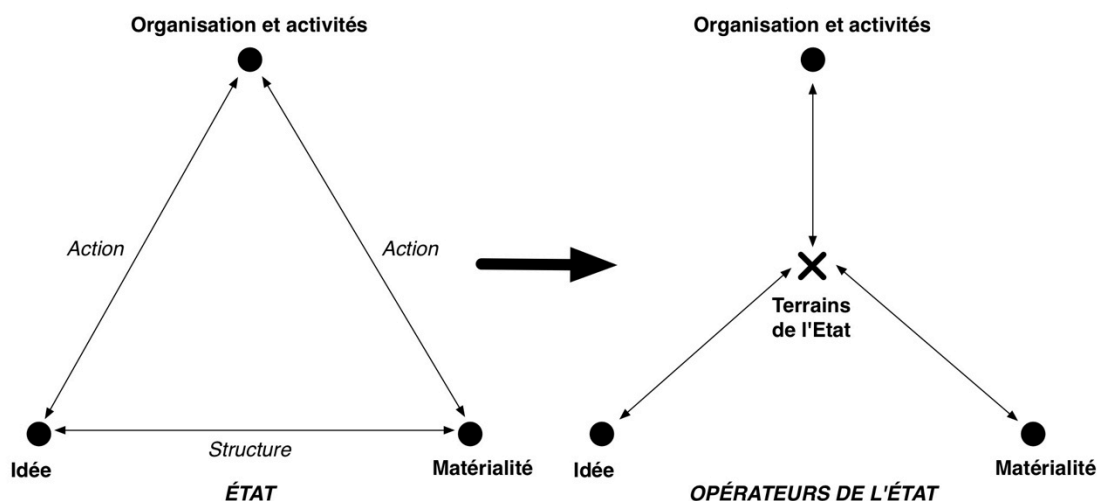 Organisation et activités
Action
Action
Structure
Idée
Matérialité
ÉTAT
Organisation et activités
Terrains
de l'Etat
Idée
Matérialité
OPÉRATEURS DE L'ÉTAT